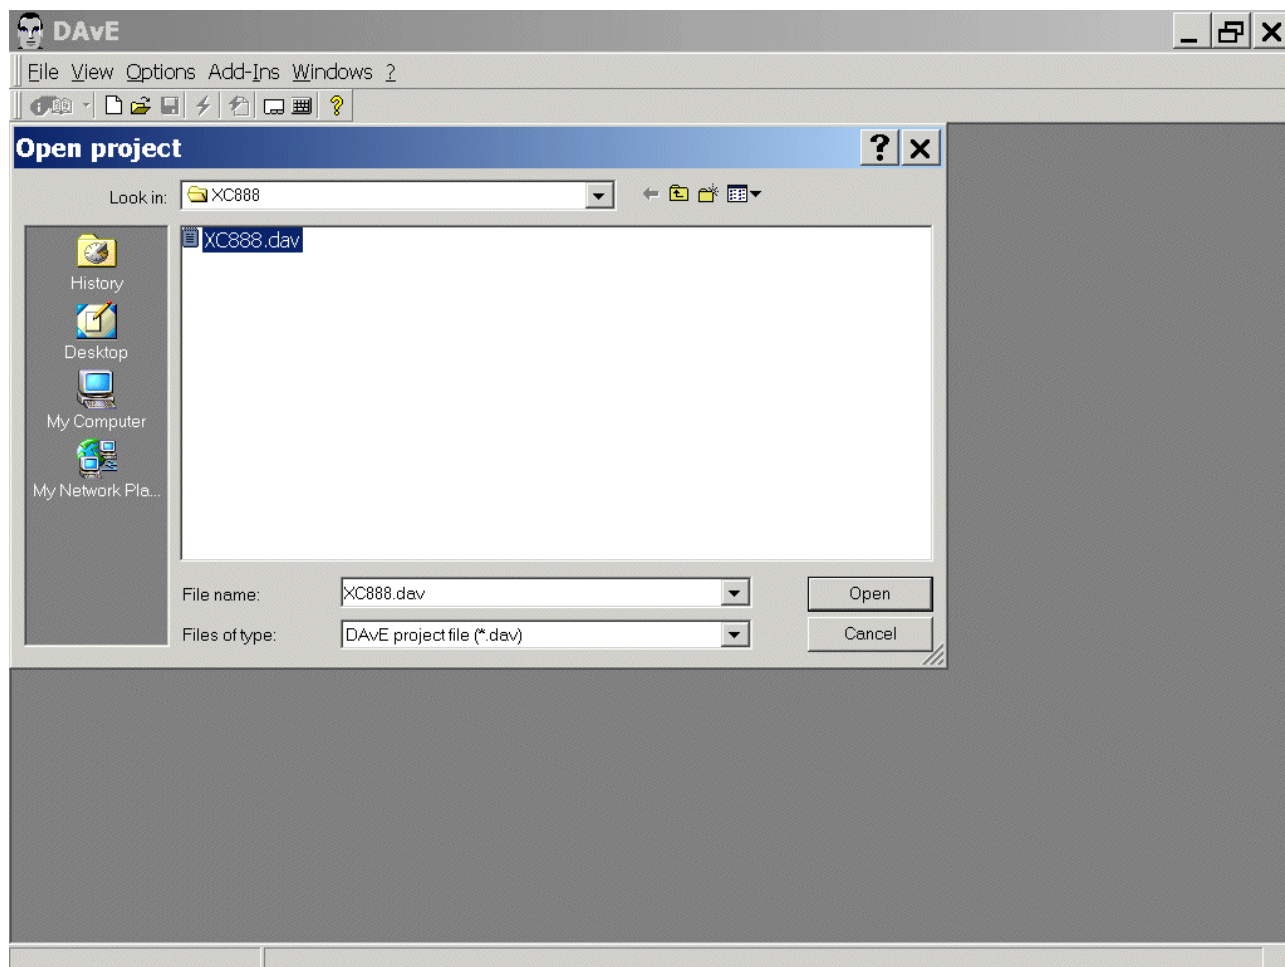 DAvE
File View Options Add-Ins Windows ?
Open project
Look in: XC888
XC888.dav
History
Desktop
My Computer
My Network Pla...
File name: XC888.dav Open
Files of type: DAvE project file (*.dav) Cancel